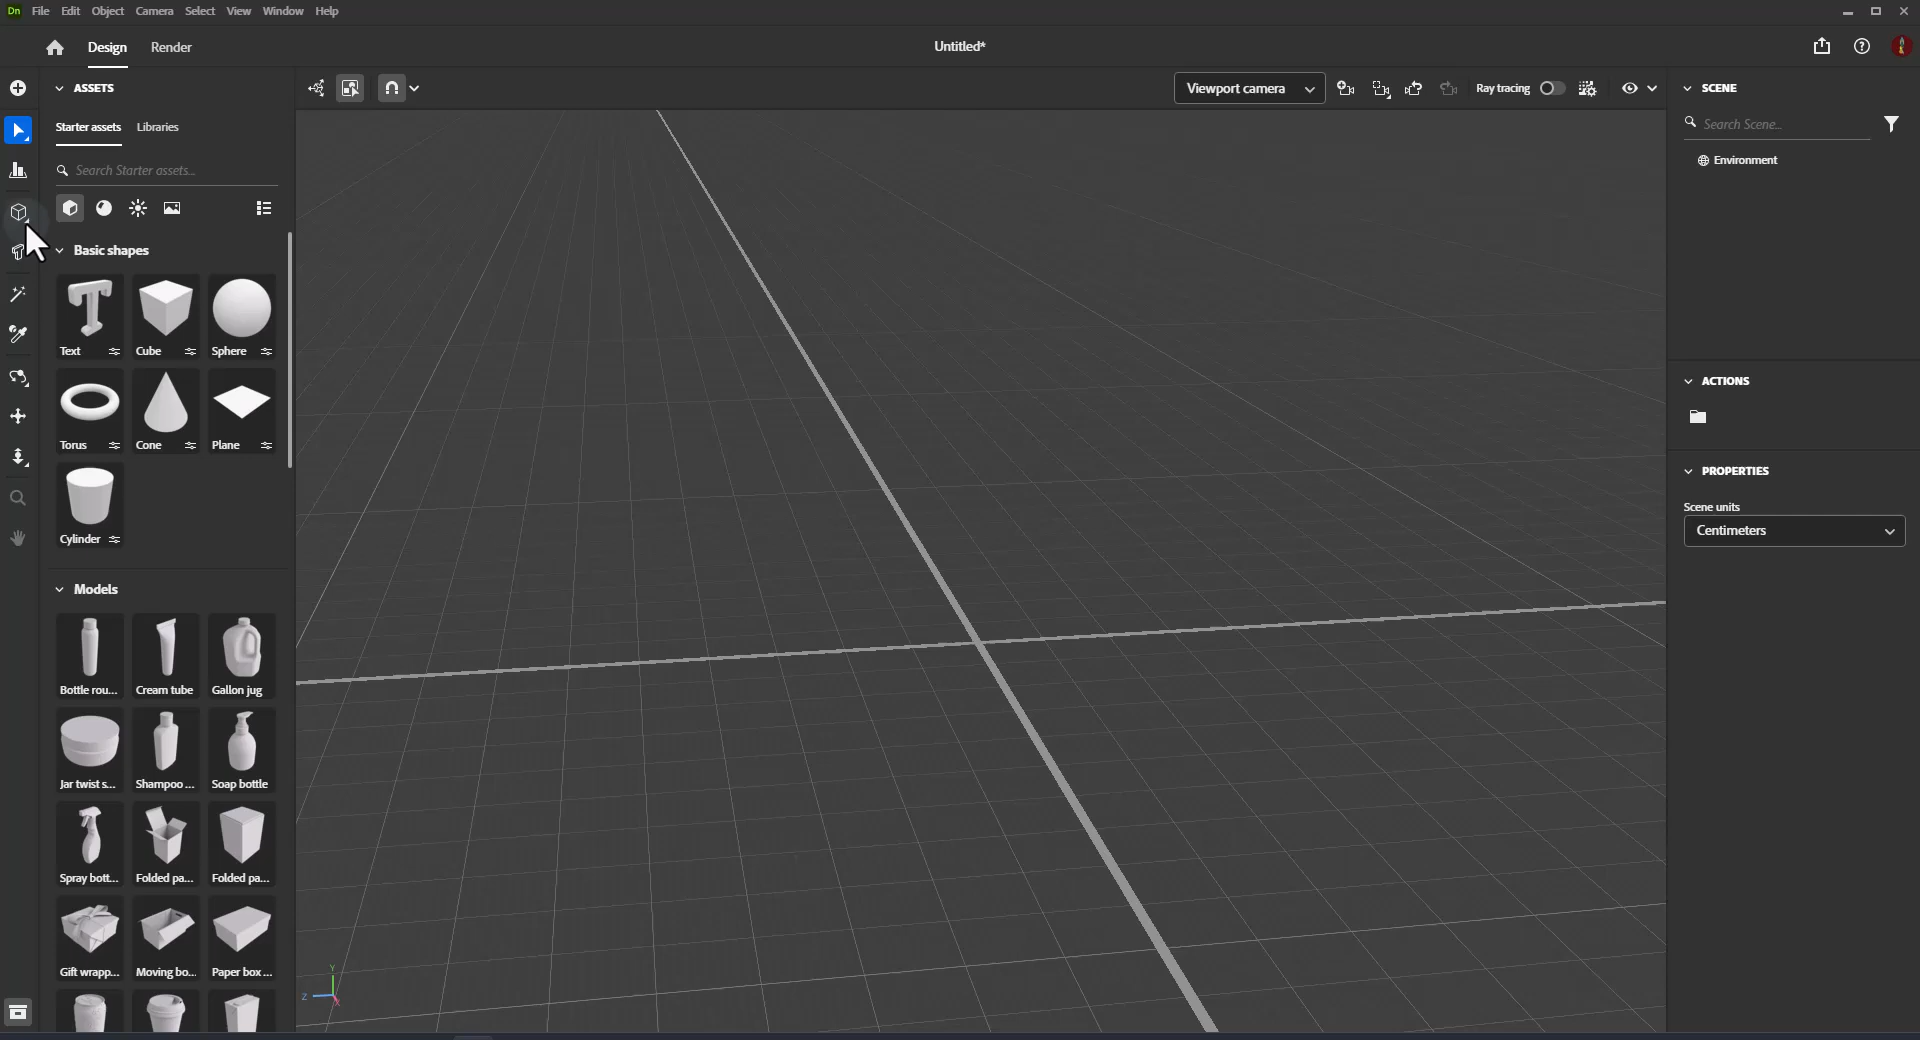 Dn File Edit Object Camera Select View Window Help
Design Render
Untitled*
ASSETS
Starter assets Libraries
Search Starter assets...
Basic shapes
Text Cube Sphere
Torus Cone Plane
Cylinder
Models
Bottle rou... Cream tube Gallon jug
Jar twist s... Shampoo ... Soap bottle
Spray bott... Folded pa... Folded pa...
Gift wrapp... Moving bo... Paper box ...
Viewport camera
Ray tracing
Y
Z
X
SCENE
Search Scene...
Environment
ACTIONS
PROPERTIES
Scene units
Centimeters